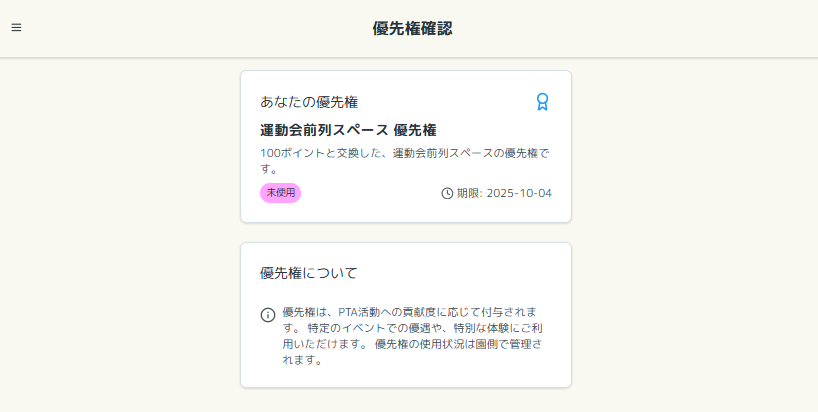 優先権確認
あなたの優先権
運動会前列スペース 優先権
100ポイントと交換した、運動会前列スペースの優先権で
す。
未使用
期限: 2025-10-04
優先権について
優先権は、PTA活動への貢献度に応じて付与されま
す。 特定のイベントでの優遇や、特別な体験にご利
用いただけます。 優先権の使用状況は園側で管理さ
れます。